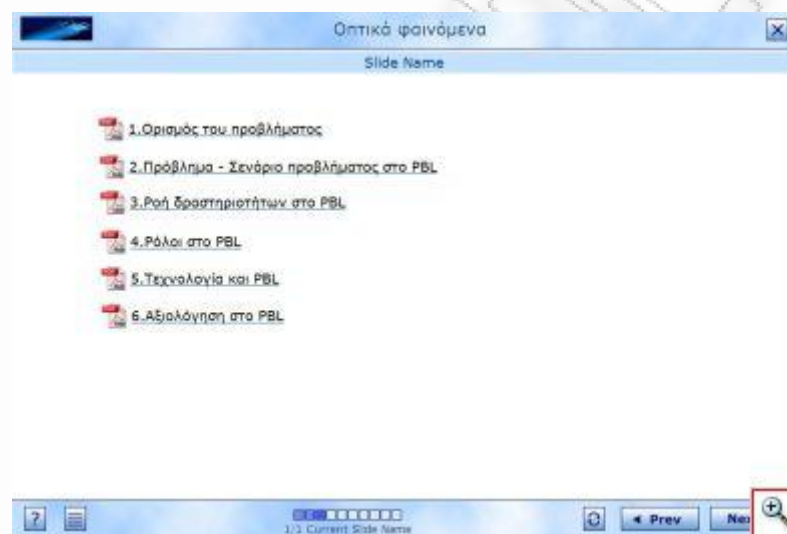 Οπτικά φαινόμενα
Slide Name
1.Ορισμός του προβλήματος
2.Πρόβλημα - Σενάριο προβλήματος στο PBL
3.Ροή δραστηριοτήτων στο PBL
4.Ρόλοι στο PBL
5.Τεχνολογία και PBL
6.Αξιολόγηση στο PBL
?
1/1 Current Slide Name
Prev